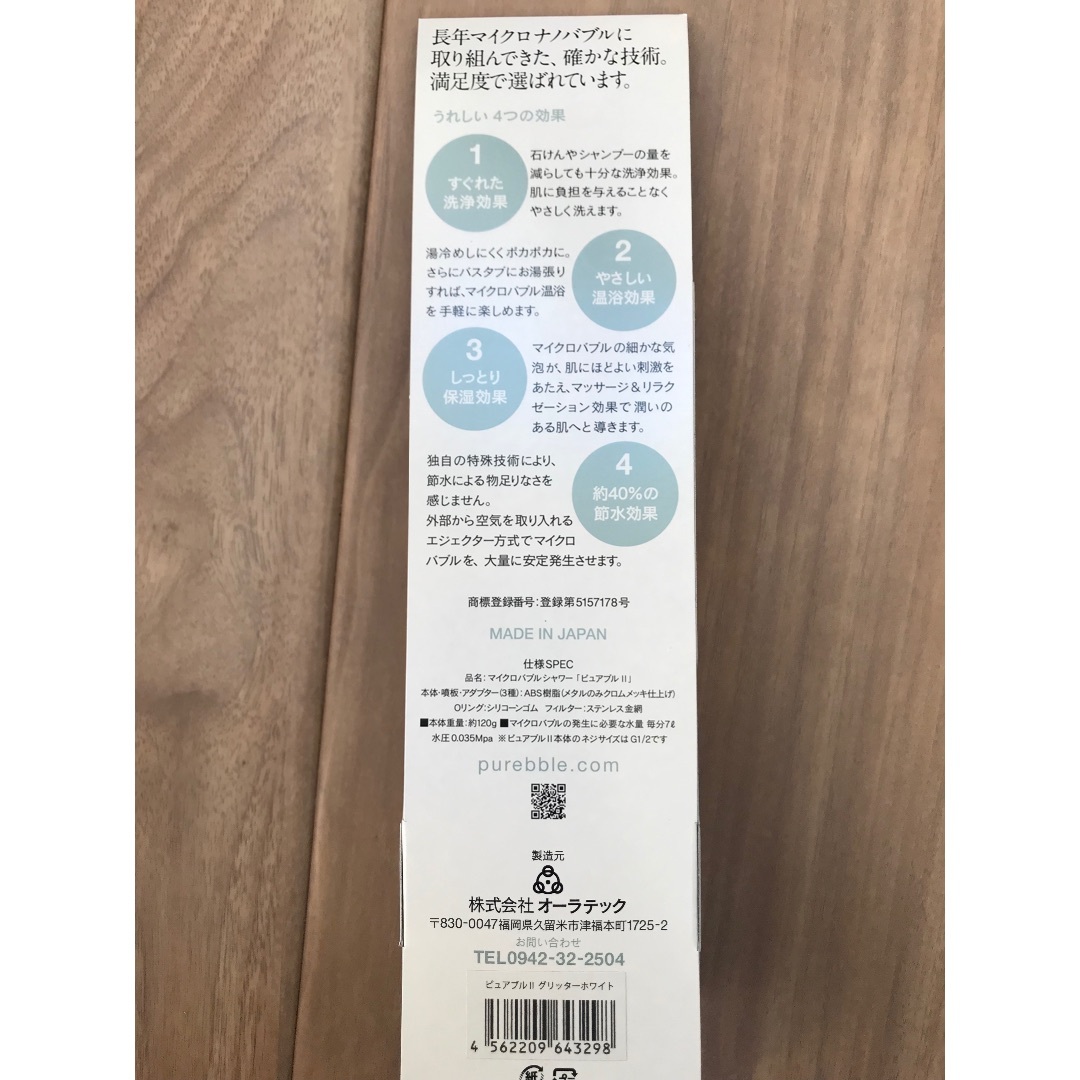 長年マイクロナノバブルに
取り組んできた、確かな技術。
満足度で選ばれています。
うれしい 4つの効果
1
すぐれた
洗浄効果
石けんやシャンプーの量を
減らしても十分な洗浄効果。
肌に負担を与えることなく
やさしく洗えます。
湯冷めしにくくポカポカに。
さらにバスタブにお湯張り
すれば、マイクロバブル温浴
を手軽に楽しめます。
2
やさしい
温浴効果
3
しっとり
保湿効果
マイクロバブルの細かな気
泡が、肌にほどよい刺激を
あたえ、マッサージ&リラク
ゼーション効果で潤いの
ある肌へと導きます。
独自の特殊技術により、
節水による物足りなさを
感じません。
外部から空気を取り入れる
エジェクター方式でマイクロ
バブルを、大量に安定発生させます。
4
約40%の
節水効果
商標登録番号:登録第5157178号
MADE IN JAPAN
仕様SPEC
品名:マイクロバブルシャワー「ピュアブルⅡ」
本体・噴板・アダプター(3種):ABS樹脂(メタルのみクロムメッキ仕上げ)
Oリング:シリコーンゴム フィルター:ステンレス金網
■本体重量:約120g ■マイクロバブルの発生に必要な水量 毎分7ℓ
水圧0.035Mpa ※ピュアブルⅡ本体のネジサイズはG1/2です
purebble.com
製造元
株式会社 オーラテック
〒830-0047福岡県久留米市津福本町1725-2
お問い合わせ
TEL0942-32-2504
ピュアブルⅡ グリッターホワイト
4 562209 643298
紙